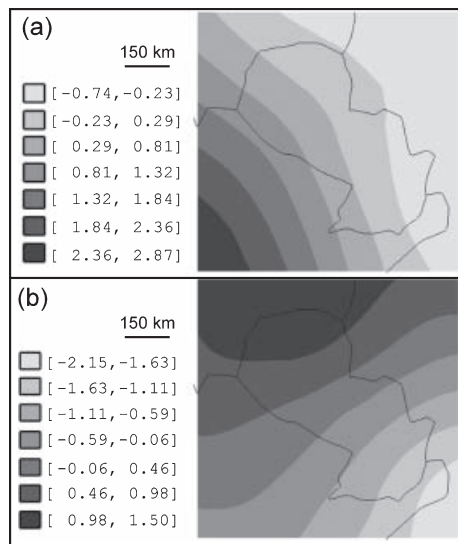 (a)
150 km
[-0.74,-0.23]
[-0.23, 0.29]
[ 0.29, 0.81]
[ 0.81, 1.32]
[ 1.32, 1.84]
[ 1.84, 2.36]
[ 2.36, 2.87]
(b)
150 km
[-2.15,-1.63]
[-1.63,-1.11]
[-1.11,-0.59]
[-0.59,-0.06]
[-0.06, 0.46]
[ 0.46, 0.98]
[ 0.98, 1.50]